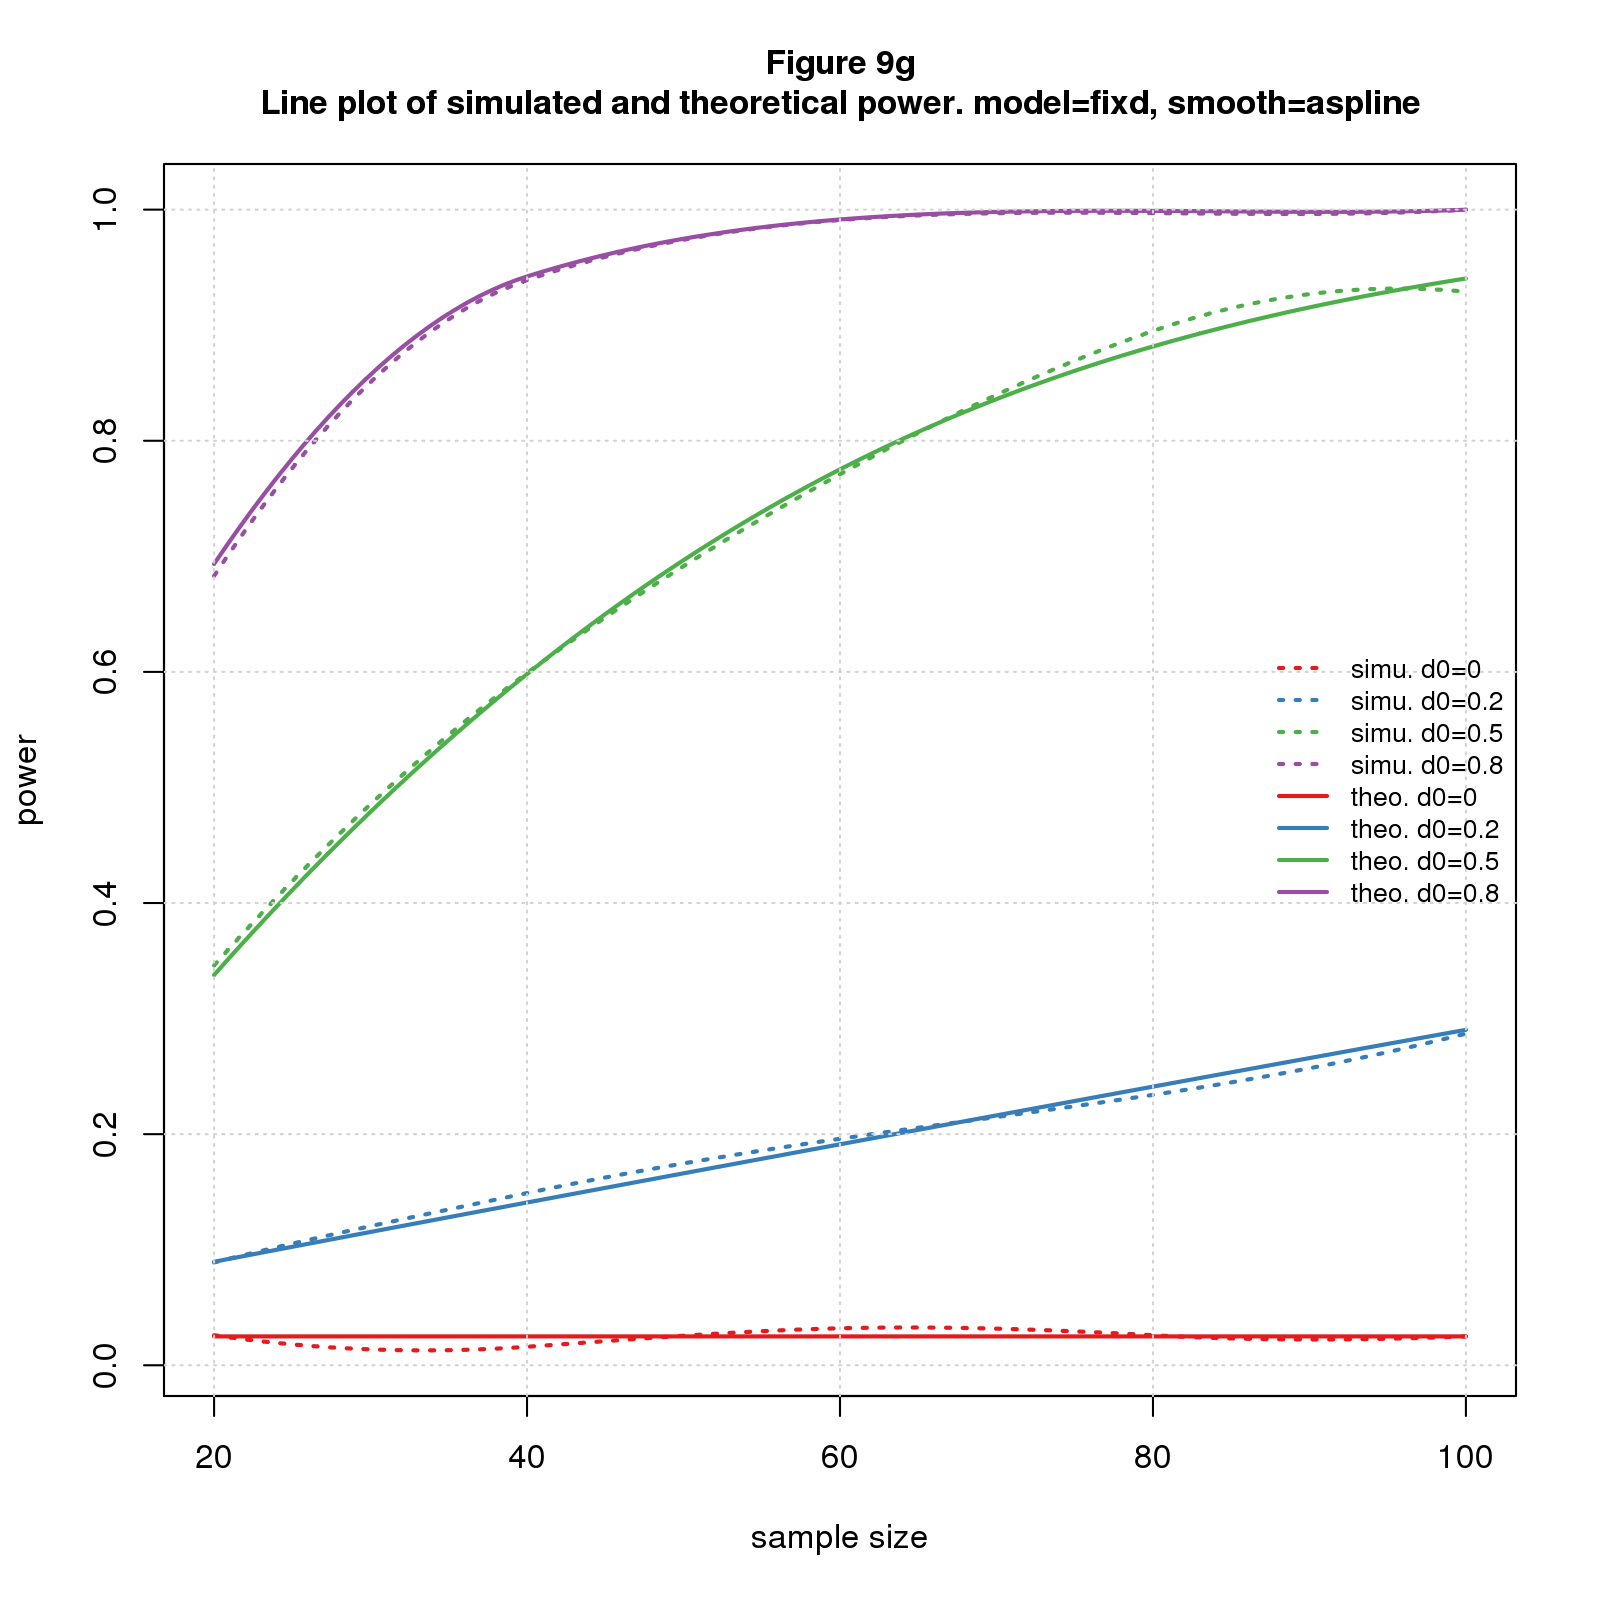 Figure 9g
Line plot of simulated and theoretical power. model=fixd, smooth=aspline
power
1.0
0.8
0.6
0.4
0.2
0.0
simu. d0=0
simu. d0=0.2
simu. d0=0.5
simu. d0=0.8
theo. d0=0
theo. d0=0.2
theo. d0=0.5
theo. d0=0.8
20 40 60 80 100
sample size